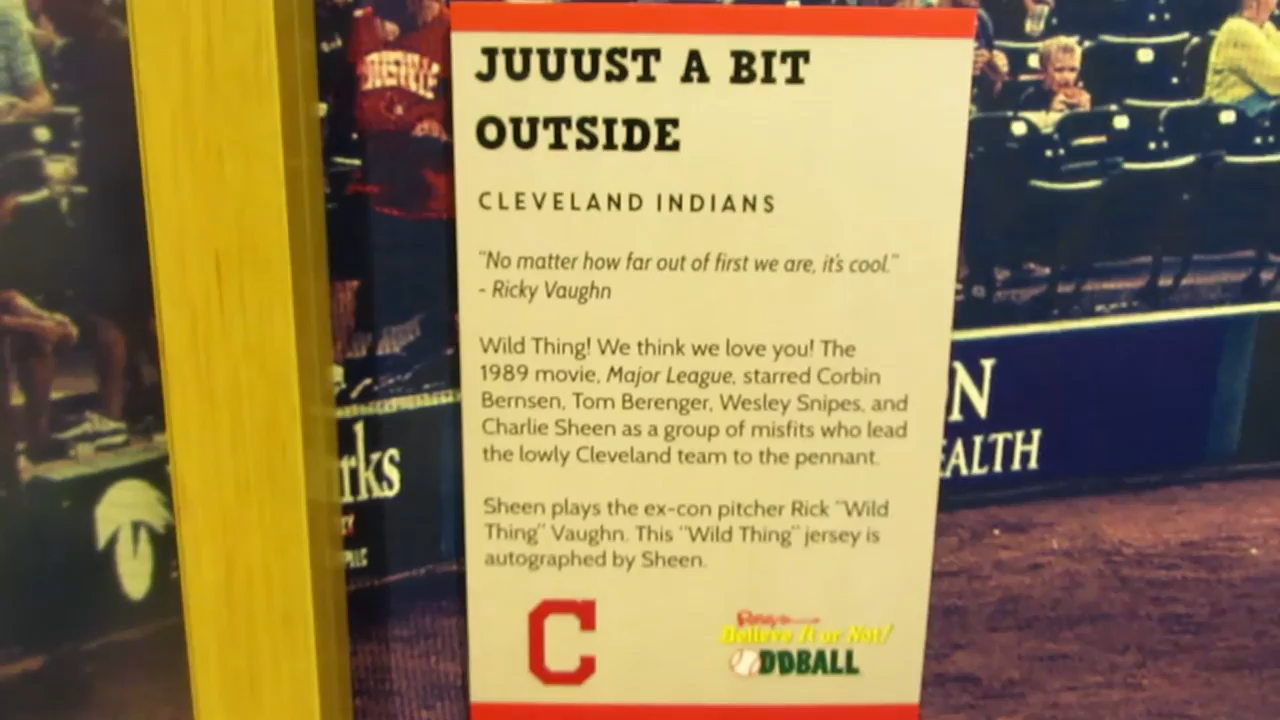 JUUUST A BIT
OUTSIDE
CLEVELAND INDIANS
"No matter how far out of first we are, it's cool."
- Ricky Vaughn
Wild Thing! We think we love you! The
1989 movie, Major League, starred Corbin
Bernsen, Tom Berenger, Wesley Snipes, and
Charlie Sheen as a group of misfits who lead
the lowly Cleveland team to the pennant.
Sheen plays the ex-con pitcher Rick "Wild
Thing" Vaughn. This "Wild Thing" jersey is
autographed by Sheen.
C
Ripley's
Believe It or Not!
ODDBALL
rks
N
EALTH